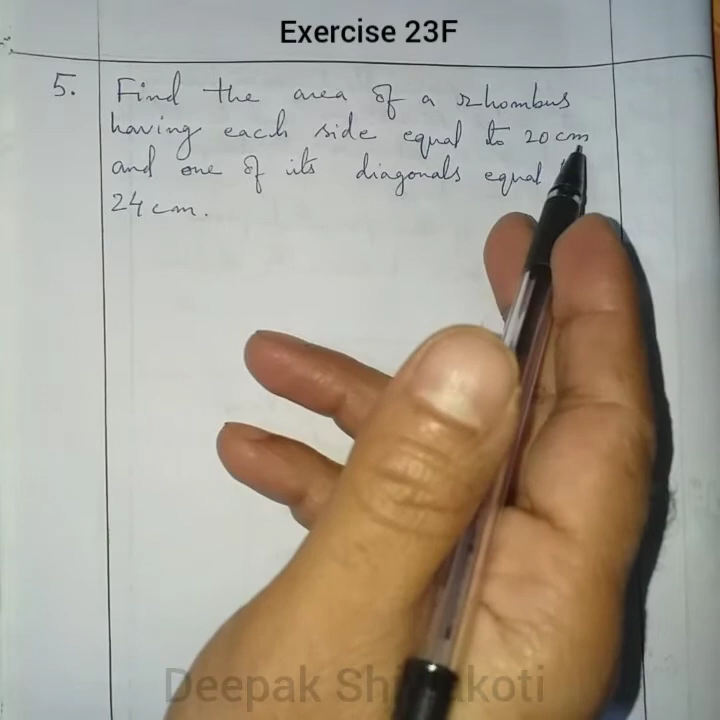 Exercise 23F
5. Find the area of a rhombus
having each side equal to 20 cm
and one of its diagonals equal
24 cm.
Deepak